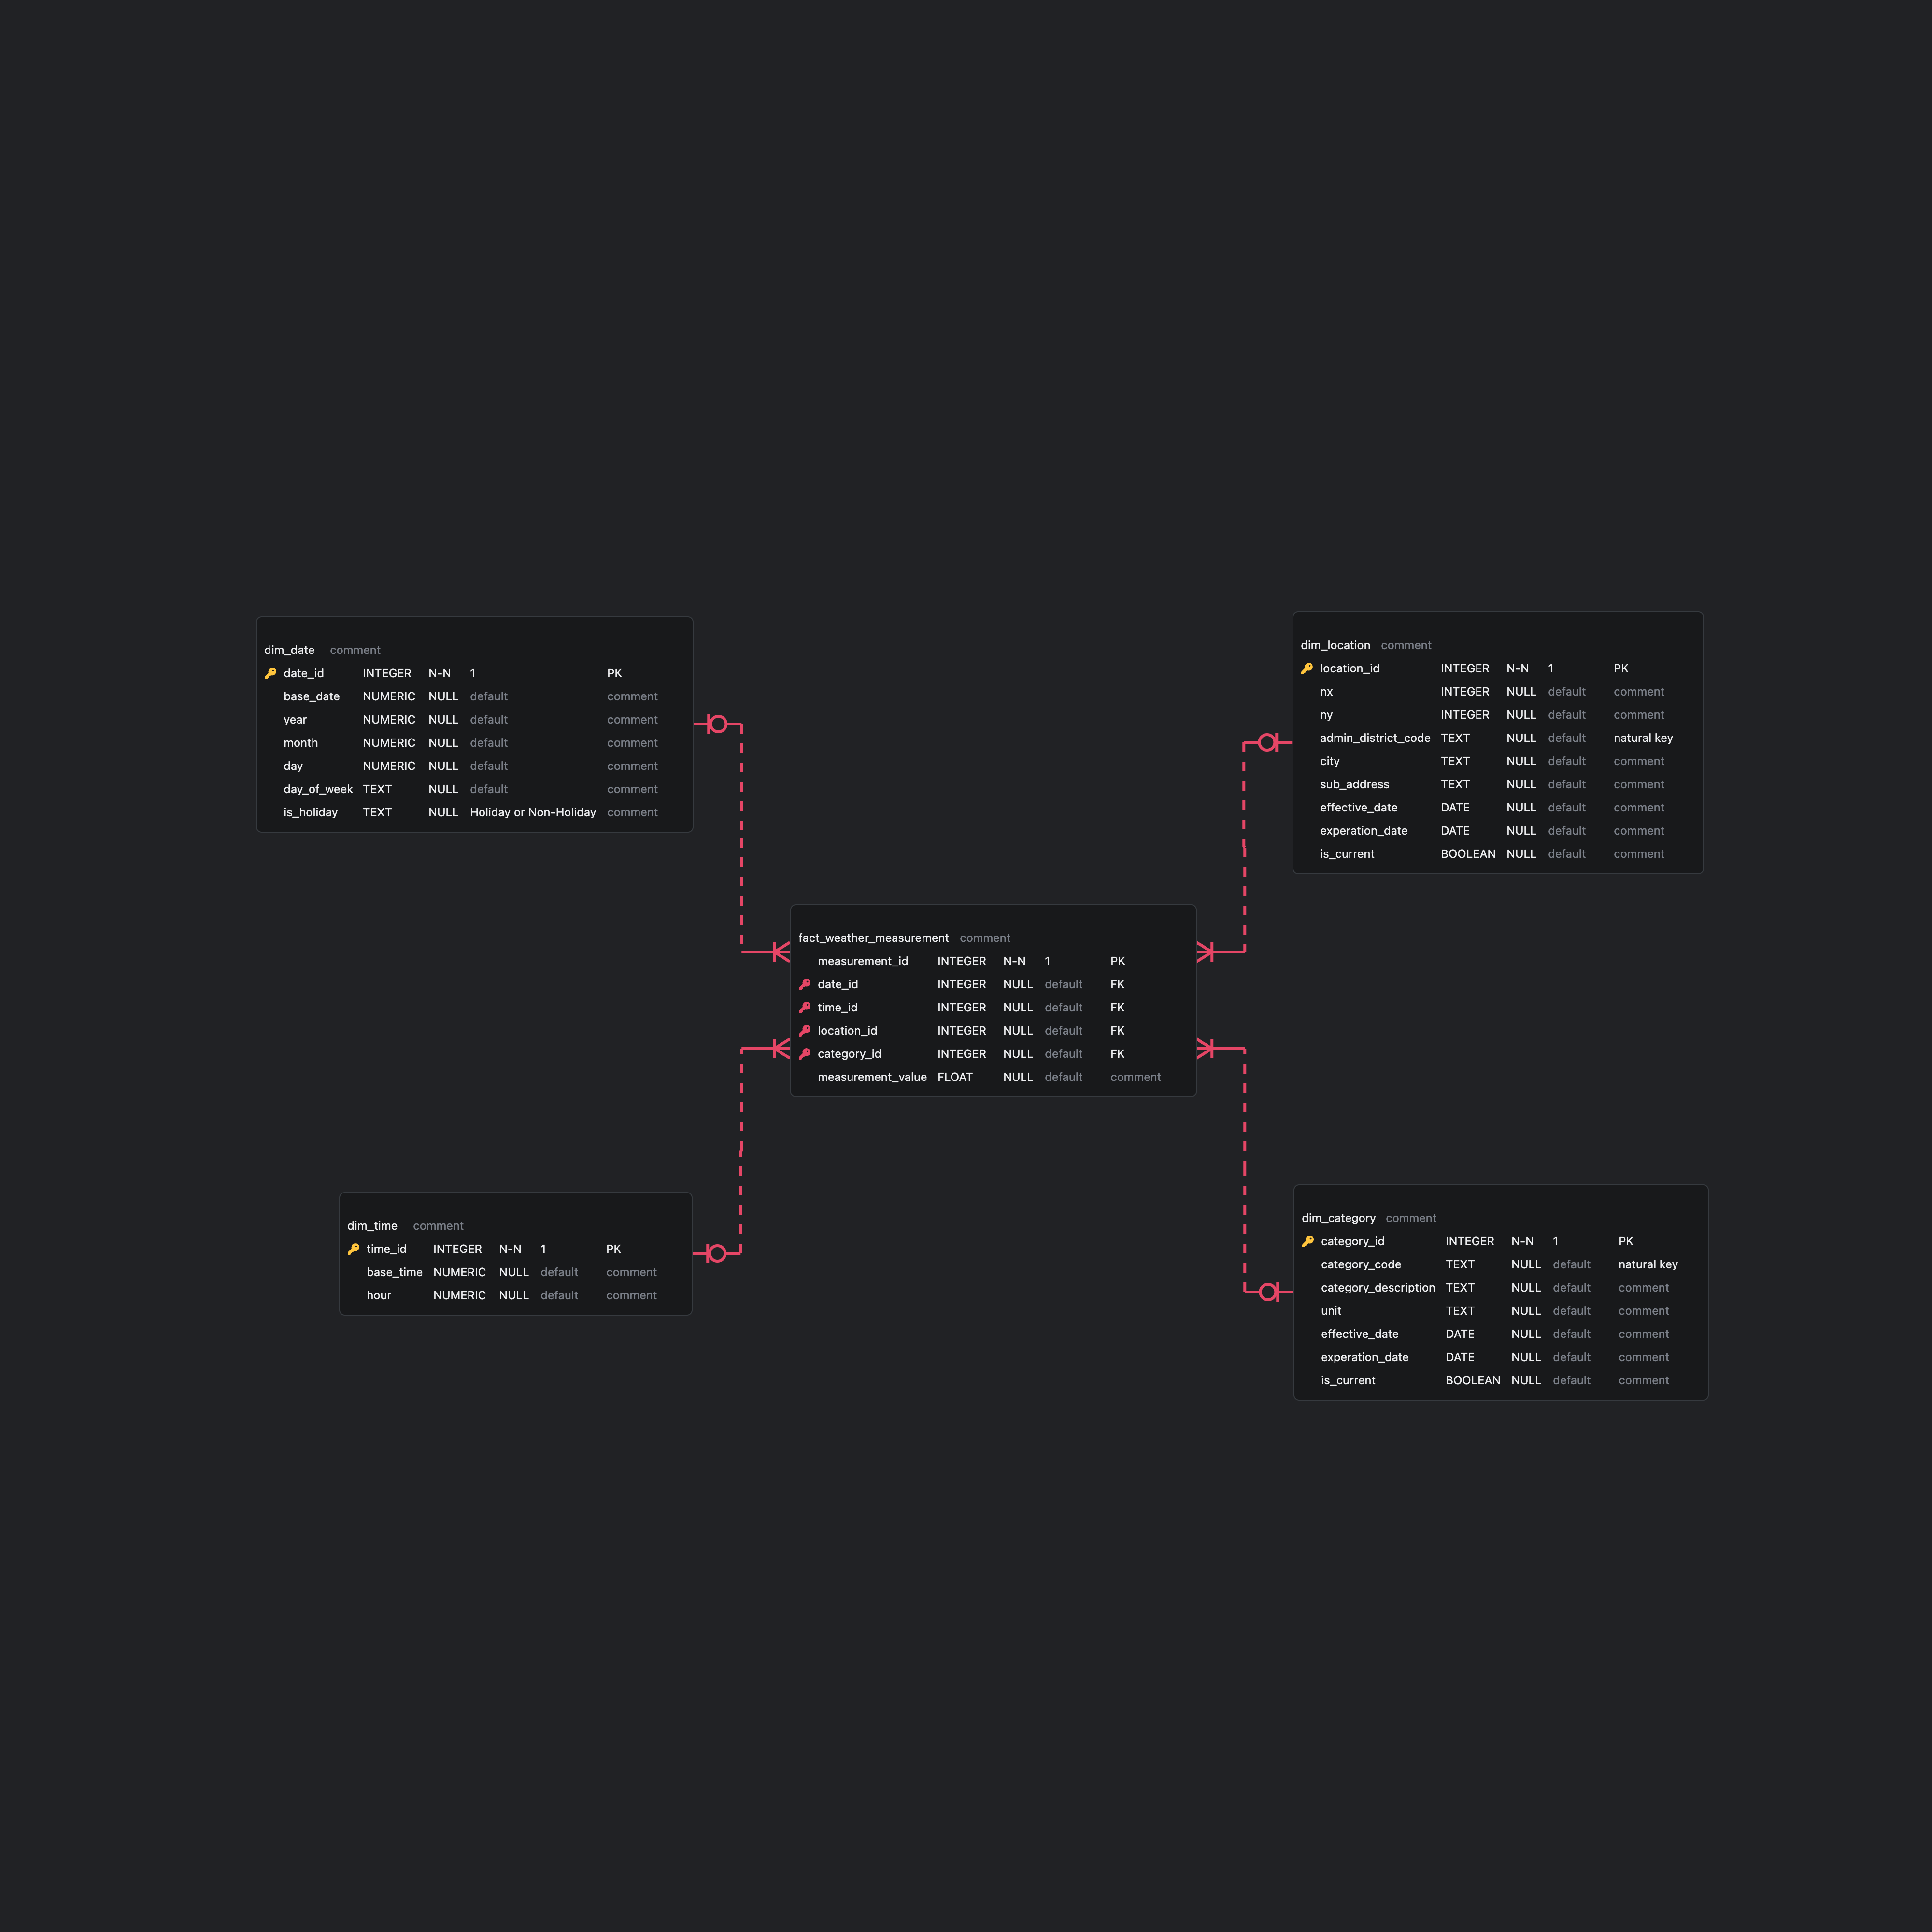 dim_date comment
date_id INTEGER N-N 1 PK
base_date NUMERIC NULL default comment
year NUMERIC NULL default comment
month NUMERIC NULL default comment
day NUMERIC NULL default comment
day_of_week TEXT NULL default comment
is_holiday TEXT NULL Holiday or Non-Holiday comment
dim_location comment
location_id INTEGER N-N 1 PK
nx INTEGER NULL default comment
ny INTEGER NULL default comment
admin_district_code TEXT NULL default natural key
city TEXT NULL default comment
sub_address TEXT NULL default comment
effective_date DATE NULL default comment
experation_date DATE NULL default comment
is_current BOOLEAN NULL default comment
fact_weather_measurement comment
measurement_id INTEGER N-N 1 PK
date_id INTEGER NULL default FK
time_id INTEGER NULL default FK
location_id INTEGER NULL default FK
category_id INTEGER NULL default FK
measurement_value FLOAT NULL default comment
dim_time comment
time_id INTEGER N-N 1 PK
base_time NUMERIC NULL default comment
hour NUMERIC NULL default comment
dim_category comment
category_id INTEGER N-N 1 PK
category_code TEXT NULL default natural key
category_description TEXT NULL default comment
unit TEXT NULL default comment
effective_date DATE NULL default comment
experation_date DATE NULL default comment
is_current BOOLEAN NULL default comment